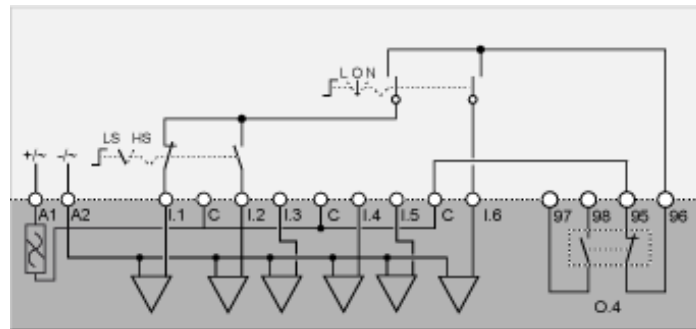 L O N
LS HS
+/~ -/~
A1 A2 I.1 C I.2 I.3 C I.4 I.5 C I.6 97 98 95 96
O.4